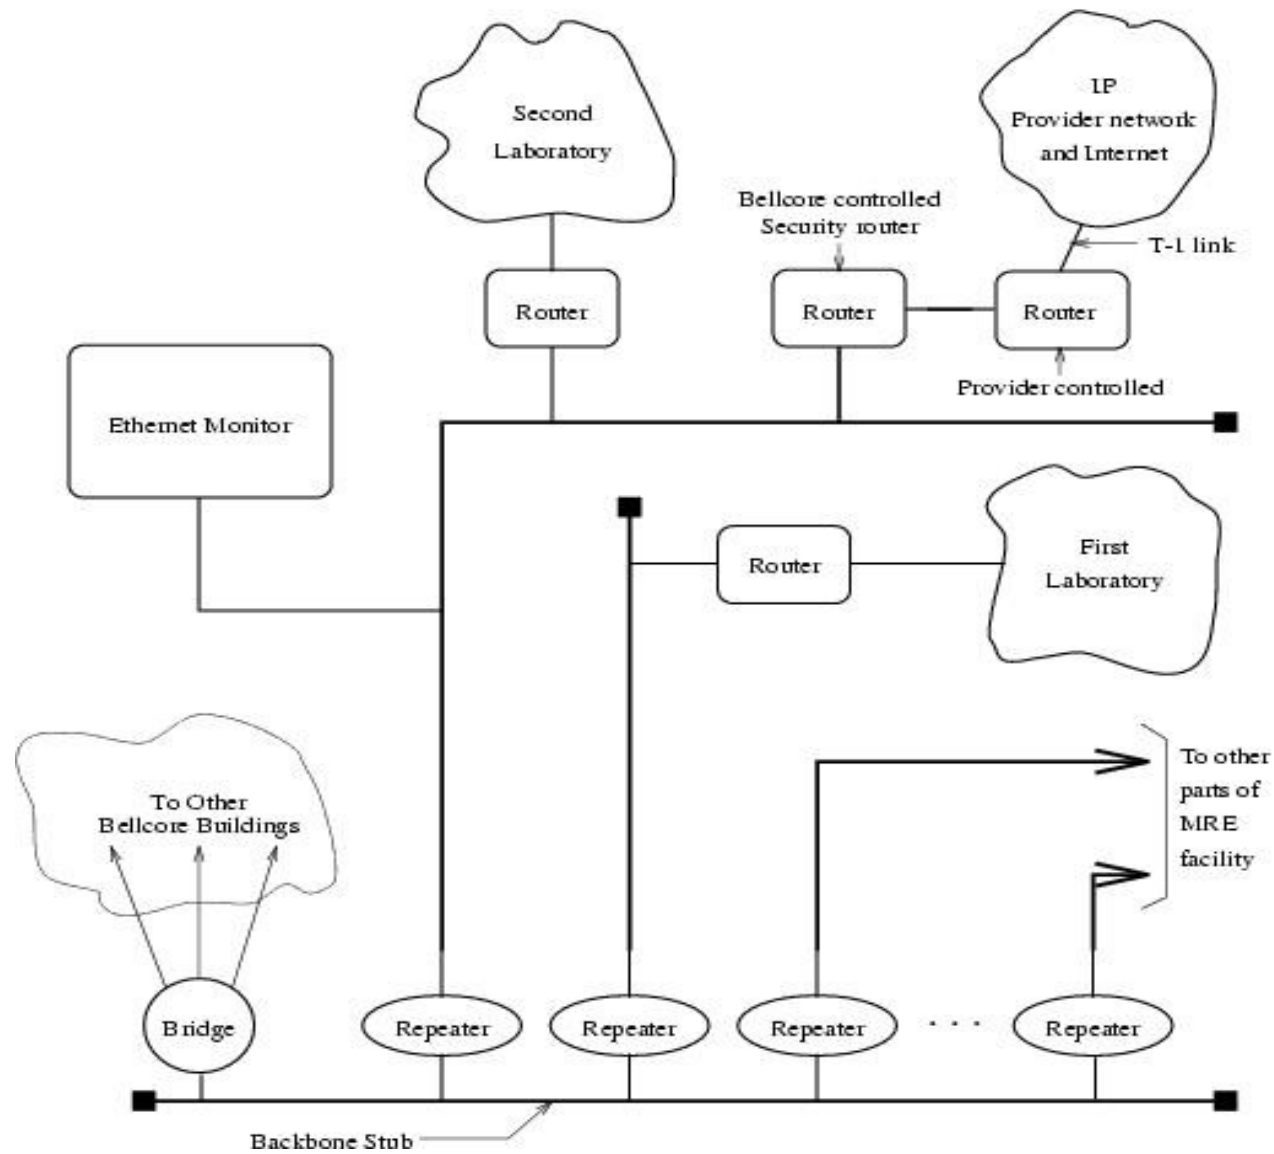 Second
Laboratory
IP
Provider network
and Internet
Bellcore controlled
Security router
T-1 link
Router
Router
Router
Provider controlled
Ethernet Monitor
Router
First
Laboratory
To Other
Bellcore Buildings
To other
parts of
MRE
facility
Bridge
Repeater
Repeater
Repeater
. . .
Repeater
Backbone Stub